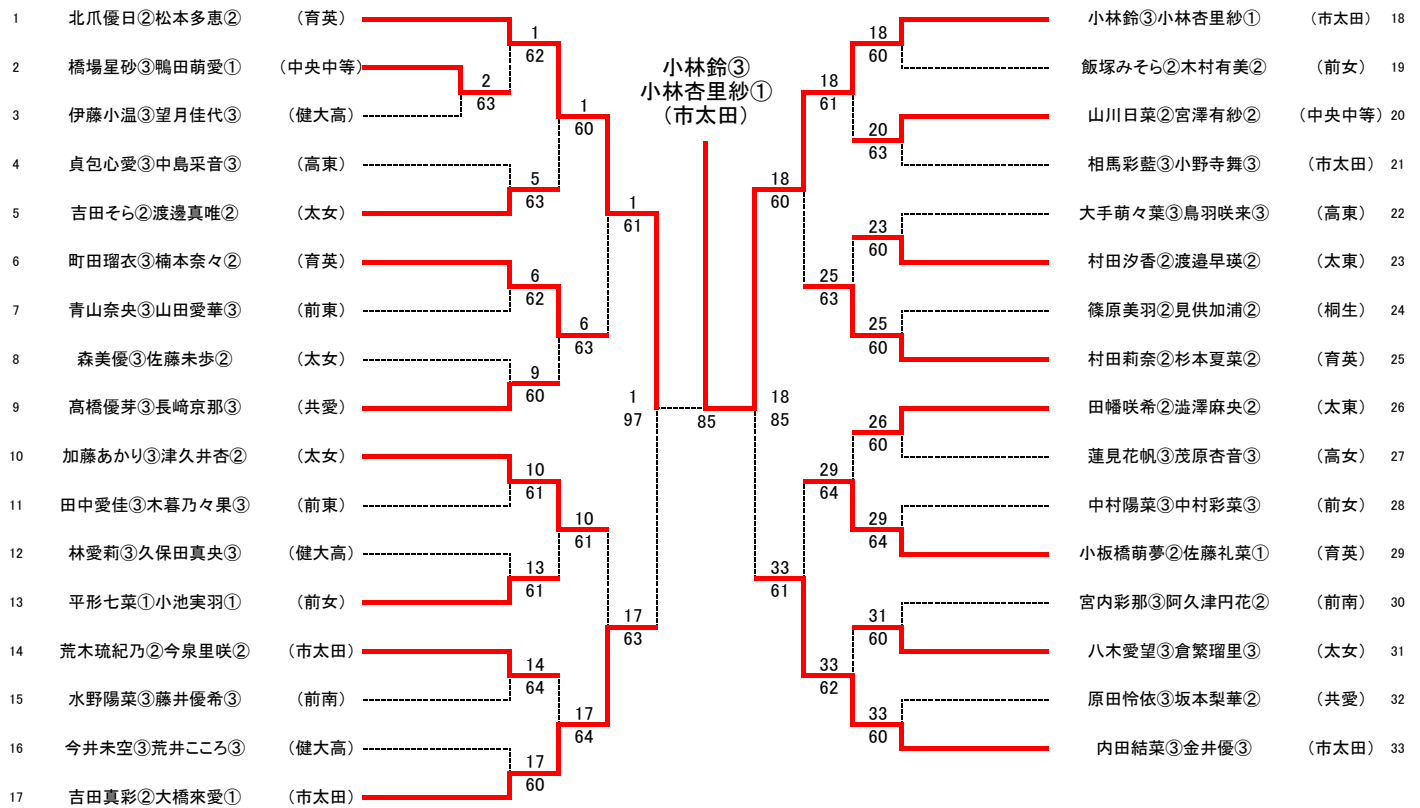 1 北爪優日②松本多恵② (育英)
2 橋場星砂③鴨田萌愛① (中央中等)
3 伊藤小温③望月佳代③ (健大高)
4 貞包心愛③中島采音③ (高東)
5 吉田そら②渡邊真唯② (太女)
6 町田瑠衣③楠本奈々② (育英)
7 青山奈央③山田愛華③ (前東)
8 森美優③佐藤未歩② (太女)
9 髙橋優芽③長﨑京那③ (共愛)
10 加藤あかり③津久井杏② (太女)
11 田中愛佳③木暮乃々果③ (前東)
12 林愛莉③久保田真央③ (健大高)
13 平形七菜①小池実羽① (前女)
14 荒木琉紀乃②今泉里咲② (市太田)
15 水野陽菜③藤井優希③ (前南)
16 今井未空③荒井こころ③ (健大高)
17 吉田真彩②大橋來愛① (市太田)
2
63
1
62
5
63
6
62
9
60
10
61
13
61
14
64
17
60
1
60
6
63
10
61
17
64
1
61
17
63
1
97
小林鈴③
小林杏里紗①
(市太田)
85
18
85
18
60
33
61
18
61
25
63
29
64
33
62
18
60
20
63
23
60
25
60
26
60
29
64
31
60
33
60
小林鈴③小林杏里紗① (市太田) 18
飯塚みそら②木村有美② (前女) 19
山川日菜②宮澤有紗② (中央中等) 20
相馬彩藍③小野寺舞③ (市太田) 21
大手萌々葉③鳥羽咲来③ (高東) 22
村田汐香②渡邉早瑛② (太東) 23
篠原美羽②見供加浦② (桐生) 24
村田莉奈②杉本夏菜② (育英) 25
田幡咲希②澁澤麻央② (太東) 26
蓮見花帆③茂原杏音③ (高女) 27
中村陽菜③中村彩菜③ (前女) 28
小板橋萌夢②佐藤礼菜① (育英) 29
宮内彩那③阿久津円花② (前南) 30
八木愛望③倉繁瑠里③ (太女) 31
原田怜依③坂本梨華② (共愛) 32
内田結菜③金井優③ (市太田) 33